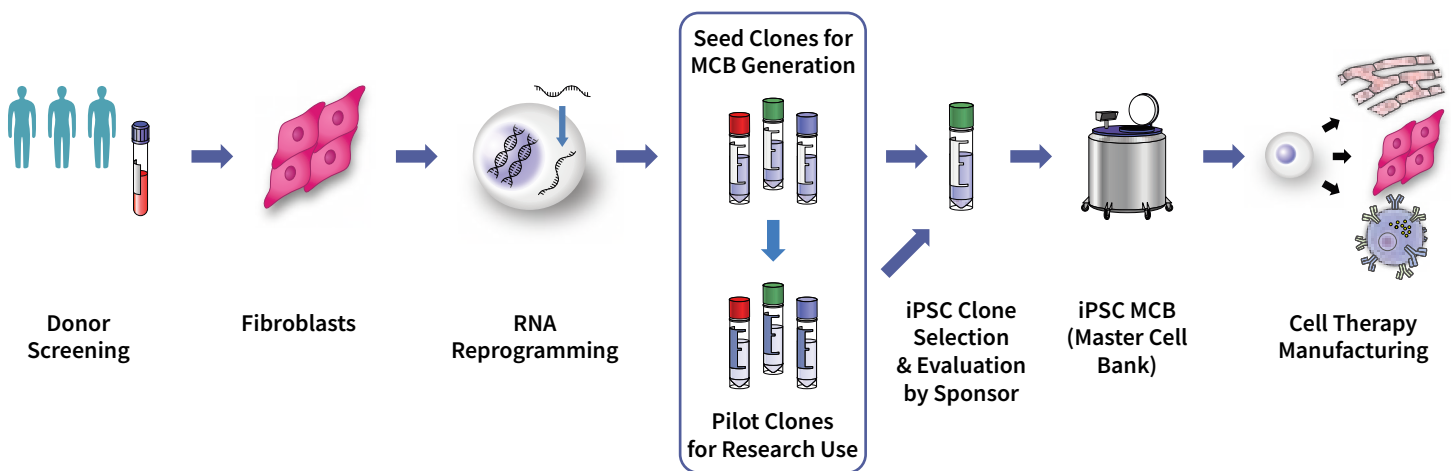 Seed Clones for
MCB Generation
Donor
Screening
Fibroblasts
RNA
Reprogramming
Pilot Clones
for Research Use
iPSC Clone
Selection
& Evaluation
by Sponsor
iPSC MCB
(Master Cell
Bank)
Cell Therapy
Manufacturing